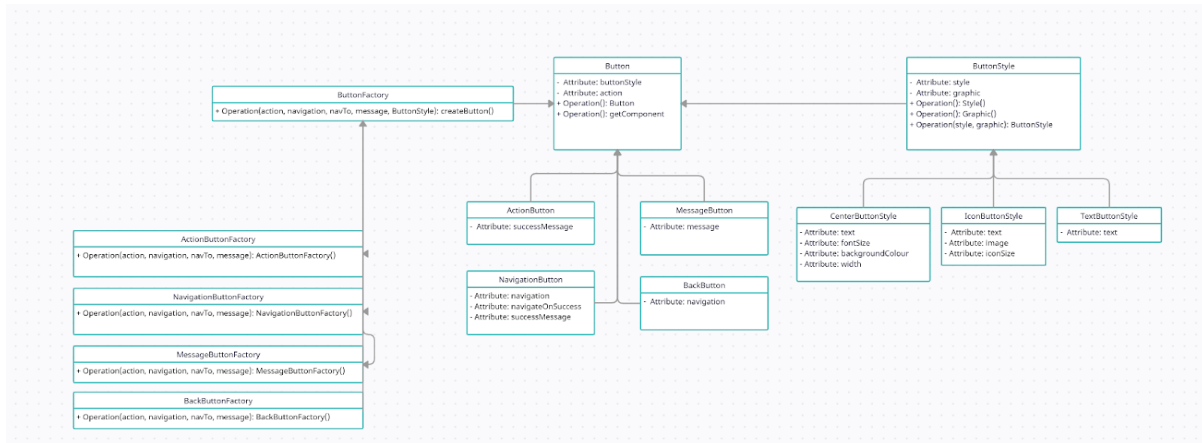 Button
- Attribute: buttonStyle
- Attribute: action
+ Operation(): Button
+ Operation(): getComponent
ButtonStyle
- Attribute: style
- Attribute: graphic
+ Operation(): Style()
+ Operation(): Graphic()
+ Operation(style, graphic): ButtonStyle
ButtonFactory
+ Operation(action, navigation, navTo, message, ButtonStyle): createButton()
ActionButton
- Attribute: successMessage
MessageButton
- Attribute: message
CenterButtonStyle
- Attribute: text
- Attribute: fontSize
- Attribute: backgroundColour
- Attribute: width
IconButtonStyle
- Attribute: text
- Attribute: image
- Attribute: iconSize
TextButtonStyle
- Attribute: text
ActionButtonFactory
+ Operation(action, navigation, navTo, message): ActionButtonFactory()
NavigationButton
- Attribute: navigation
- Attribute: navigateOnSuccess
- Attribute: successMessage
BackButton
- Attribute: navigation
NavigationButtonFactory
+ Operation(action, navigation, navTo, message): NavigationButtonFactory()
MessageButtonFactory
+ Operation(action, navigation, navTo, message): MessageButtonFactory()
BackButtonFactory
+ Operation(action, navigation, navTo, message): BackButtonFactory()